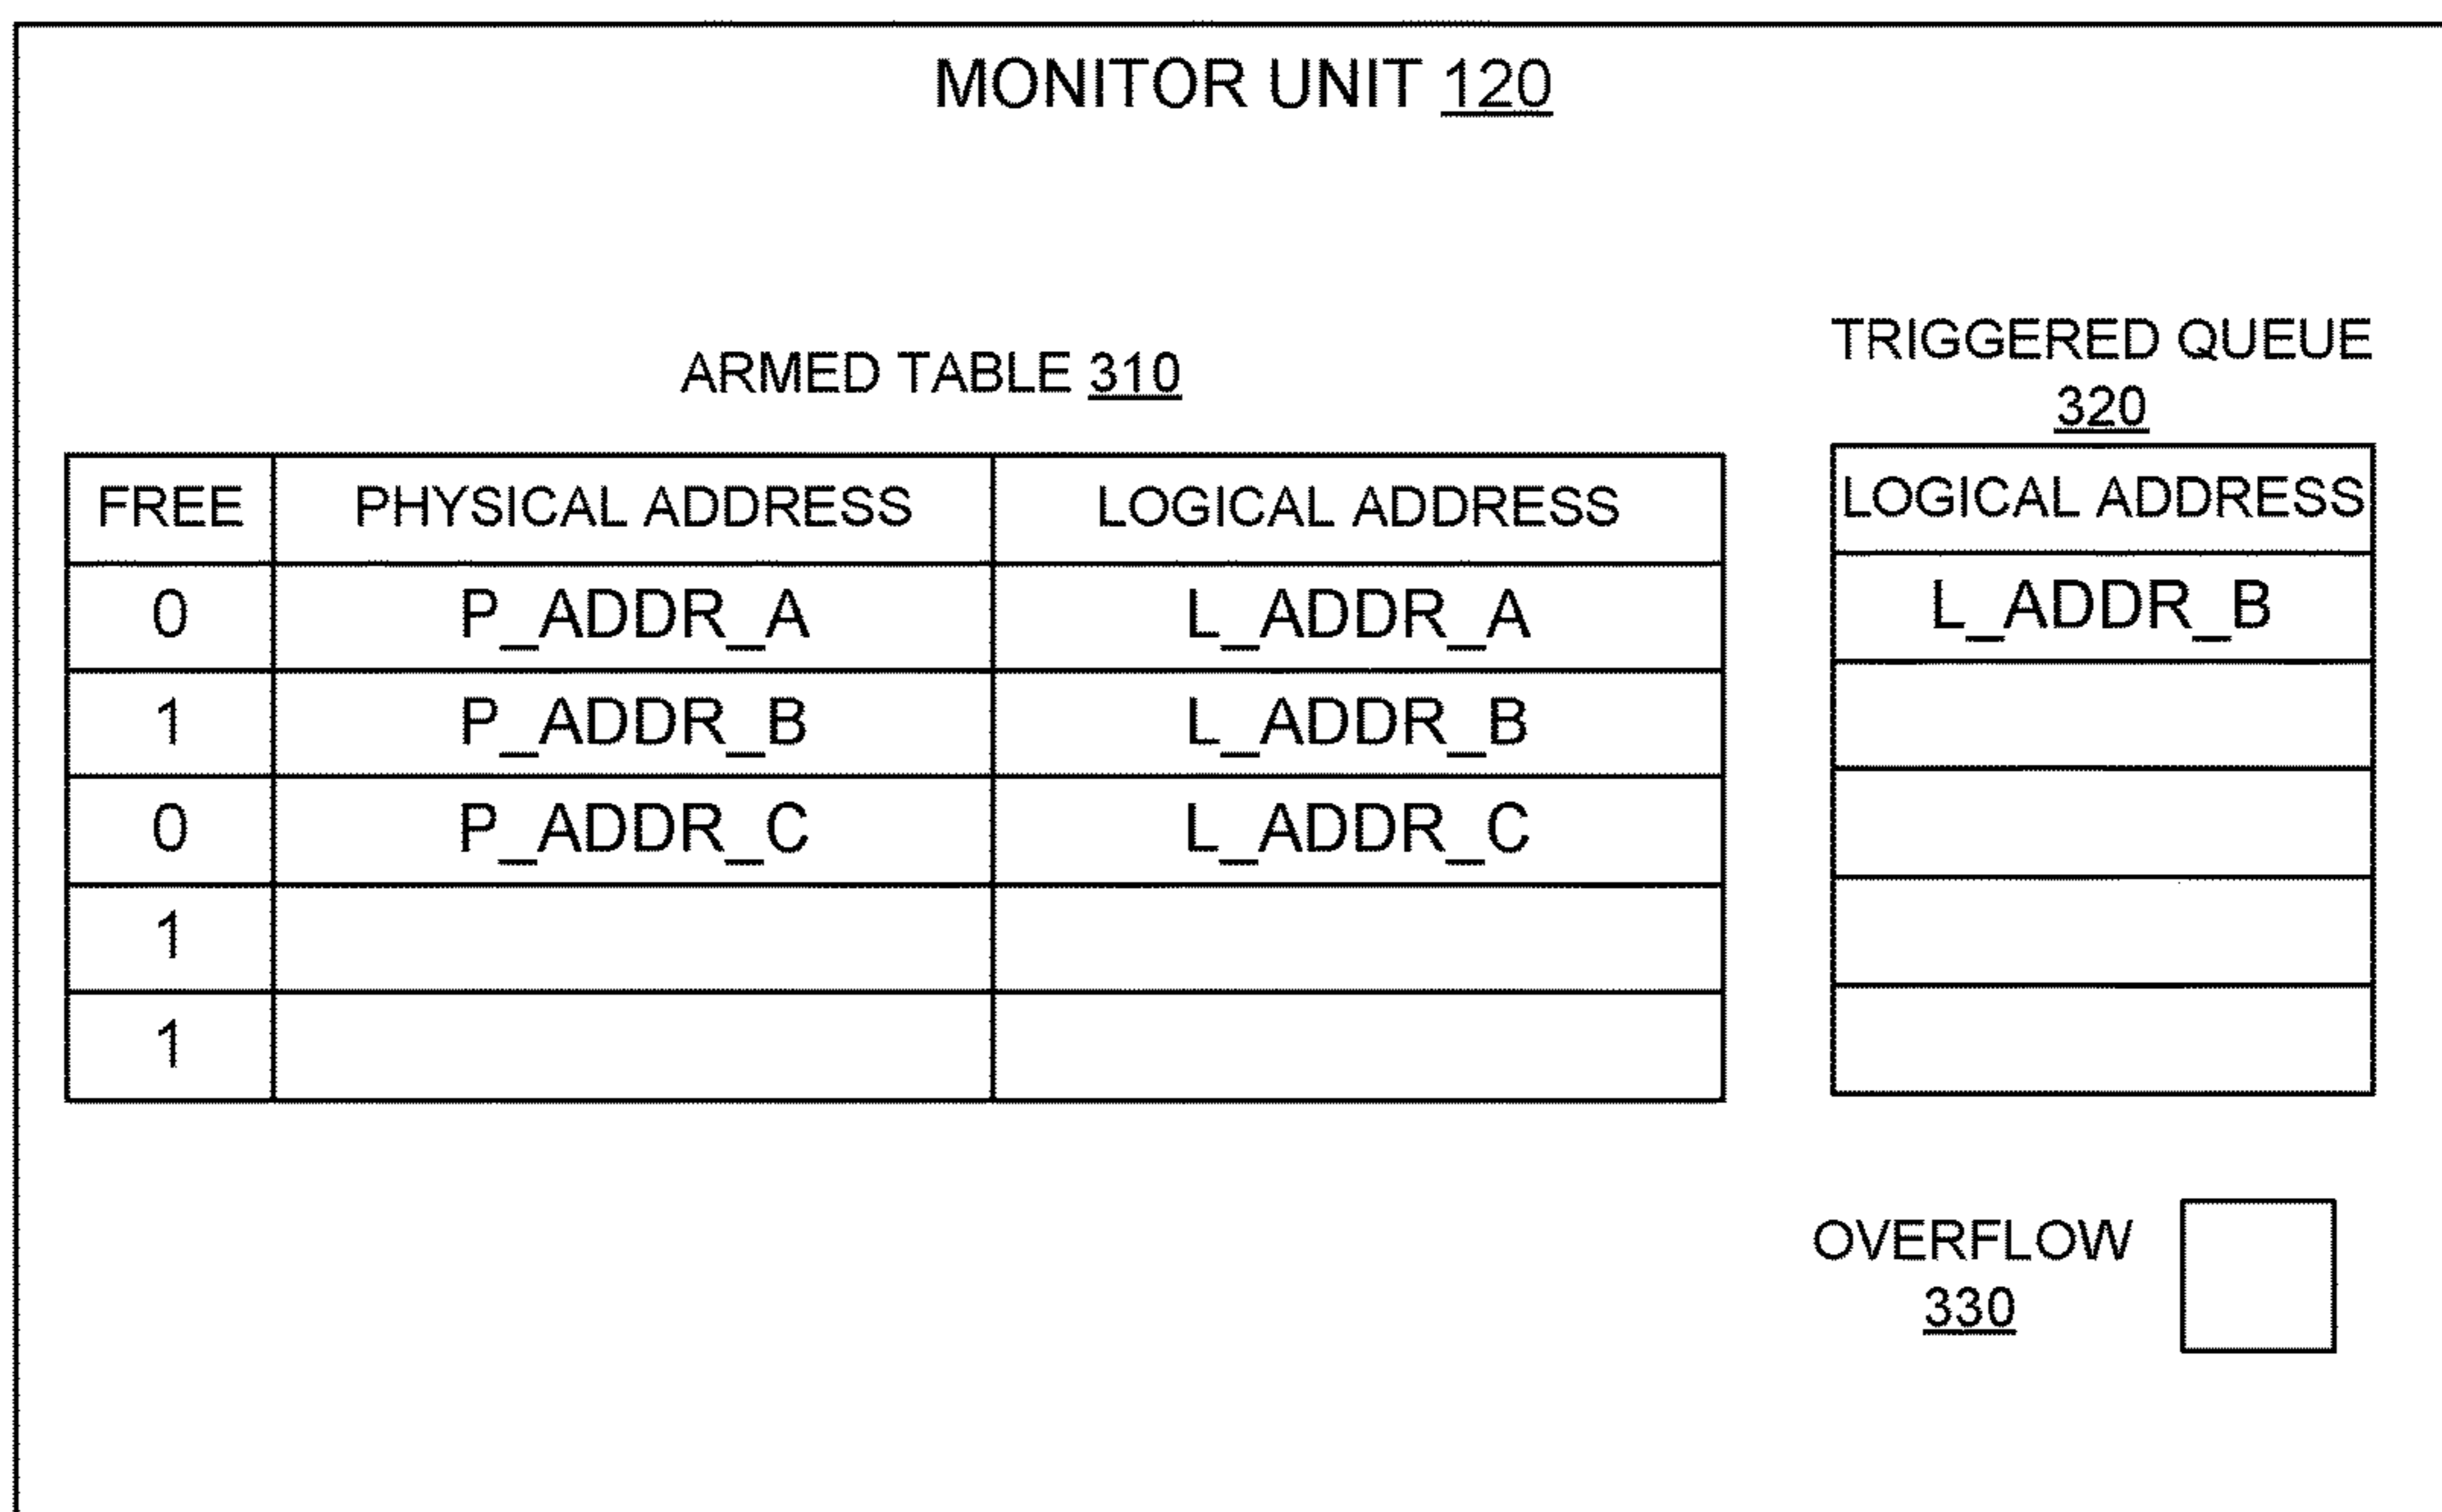 MONITOR UNIT 120
ARMED TABLE 310
FREE PHYSICAL ADDRESS LOGICAL ADDRESS
0 P_ADDR_A L_ADDR_A
1 P_ADDR_B L_ADDR_B
0 P_ADDR_C L_ADDR_C
1
1
TRIGGERED QUEUE
320
LOGICAL ADDRESS
L_ADDR_B
OVERFLOW
330